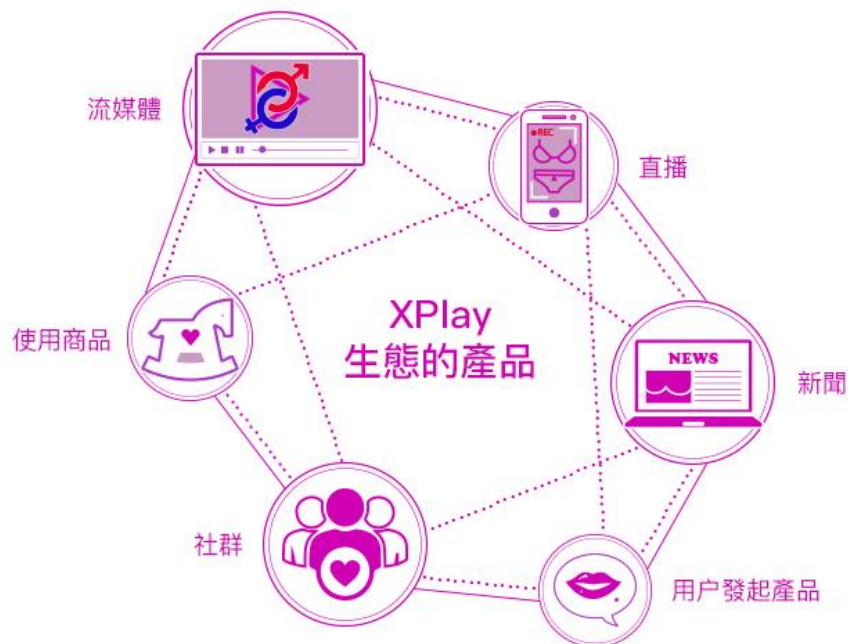 流媒體
REC
直播
XPlay
生態的產品
使用商品
NEWS
新聞
社群
用户發起產品